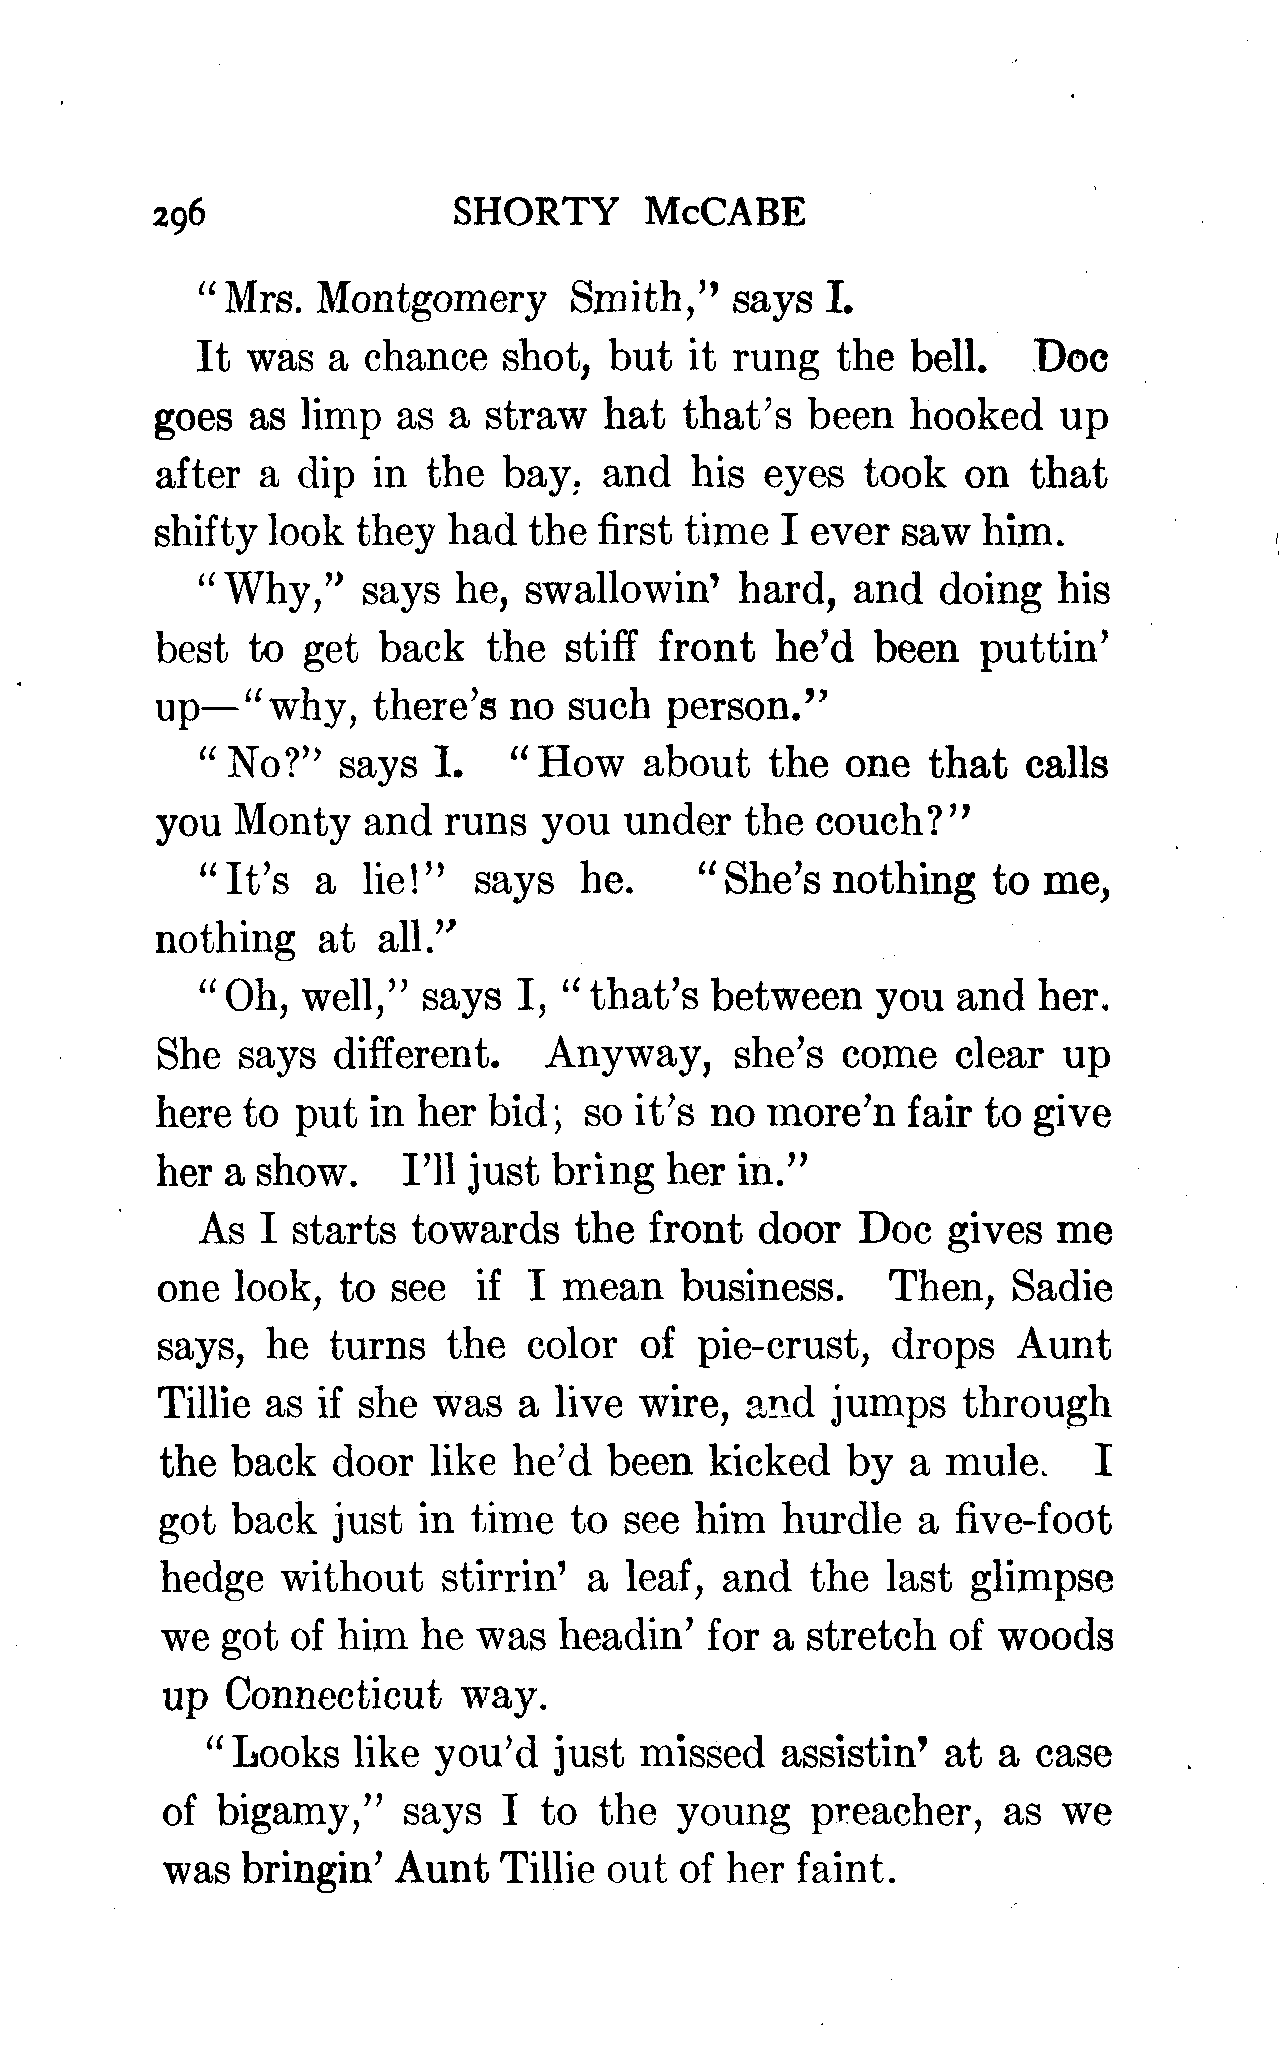 296 SHORTY McCABE
"Mrs. Montgomery Smith," says I.
It was a chance shot, but it rung the bell. Doc
goes as limp as a straw hat that's been hooked up
after a dip in the bay, and his eyes took on that
shifty look they had the first time I ever saw him.
"Why," says he, swallowin' hard, and doing his
best to get back the stiff front he'd been puttin'
up—"why, there's no such person."
"No?" says I. "How about the one that calls
you Monty and runs you under the couch?"
"It's a lie!" says he. "She's nothing to me,
nothing at all."
"Oh, well," says I, "that's between you and her.
She says different. Anyway, she's come clear up
here to put in her bid; so it's no more'n fair to give
her a show. I'll just bring her in."
As I starts towards the front door Doc gives me
one look, to see if I mean business. Then, Sadie
says, he turns the color of pie-crust, drops Aunt
Tillie as if she was a live wire, and jumps through
the back door like he'd been kicked by a mule. I
got back just in time to see him hurdle a five-foot
hedge without stirrin' a leaf, and the last glimpse
we got of him he was headin' for a stretch of woods
up Connecticut way.
"Looks like you'd just missed assistin' at a case
of bigamy," says I to the young preacher, as we
was bringin' Aunt Tillie out of her faint.